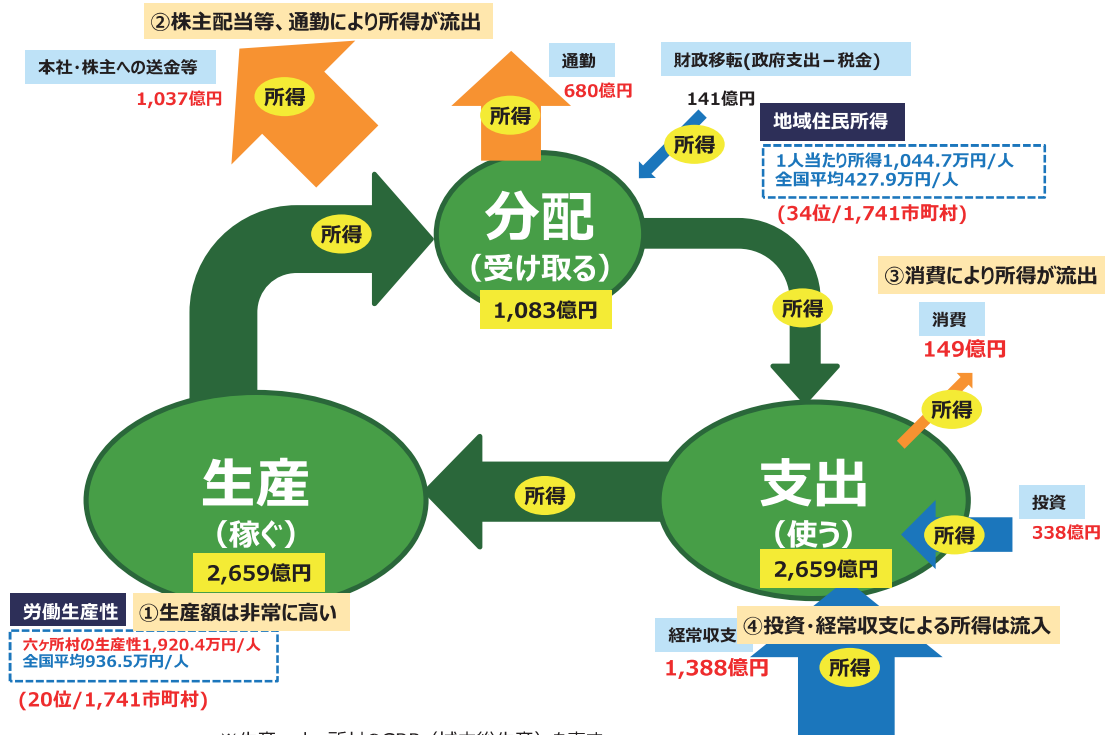 ②株主配当等、通勤により所得が流出
本社・株主への送金等
1,037億円
所得
通勤
680億円
所得
財政移転(政府支出－税金)
141億円
所得
地域住民所得
1人当たり所得1,044.7万円/人
全国平均427.9万円/人
(34位/1,741市町村)
所得
分配
（受け取る）
1,083億円
所得
③消費により所得が流出
消費
149億円
所得
生産
（稼ぐ）
2,659億円
所得
支出
（使う）
2,659億円
投資
338億円
所得
労働生産性
①生産額は非常に高い
六ヶ所村の生産性1,920.4万円/人
全国平均936.5万円/人
(20位/1,741市町村)
経常収支
1,388億円
④投資・経常収支による所得は流入
所得